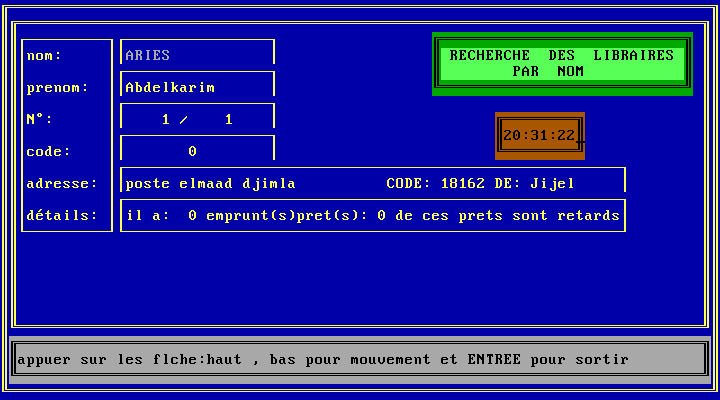 nom: ARIES
RECHERCHE DES LIBRAIRES
PAR NOM
prenom: Abdelkarim
N°: 1 / 1
20:31:22
code: 0
adresse: poste elmaad djimla CODE: 18162 DE: Jijel
détails: il a: 0 emprunt(s)pret(s): 0 de ces prets sont retards
appuer sur les flche:haut , bas pour mouvement et ENTREE pour sortir